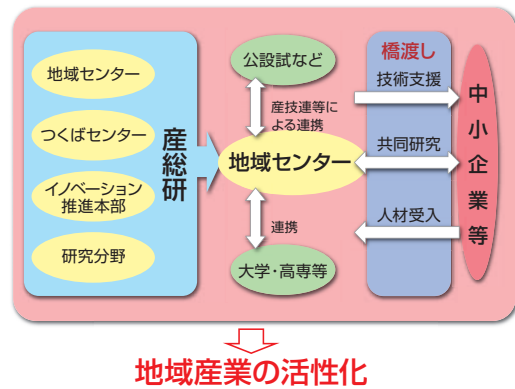 地域センター
つくばセンター
イノベーション
推進本部
研究分野
産総研
公設試など
産技連等に
よる連携
地域センター
連携
大学・高専等
橋渡し
技術支援
共同研究
人材受入
中小企業等
地域産業の活性化